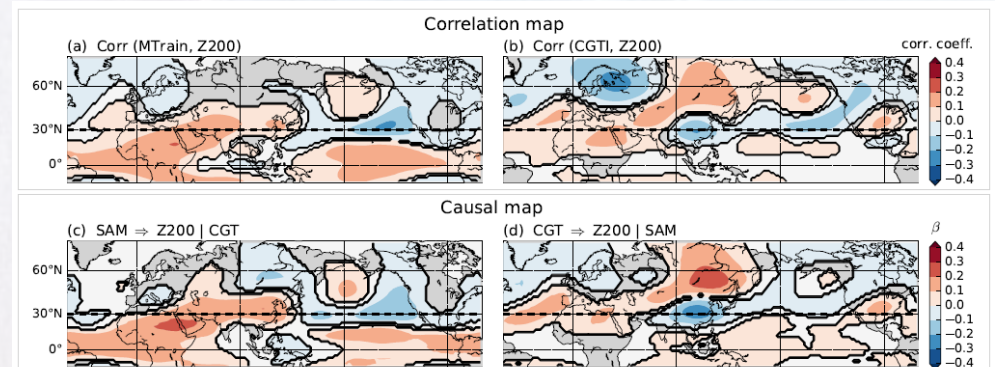 Correlation map
(a) Corr (MTrain, Z200)
(b) Corr (CGTI, Z200)
corr. coeff.
60°N
30°N
0°
0.4
0.3
0.2
0.1
0.0
−0.1
−0.2
−0.3
−0.4
Causal map
(c) SAM ⇒ Z200 | CGT
(d) CGT ⇒ Z200 | SAM
β
60°N
30°N
0°
0.4
0.3
0.2
0.1
0.0
−0.1
−0.2
−0.3
−0.4